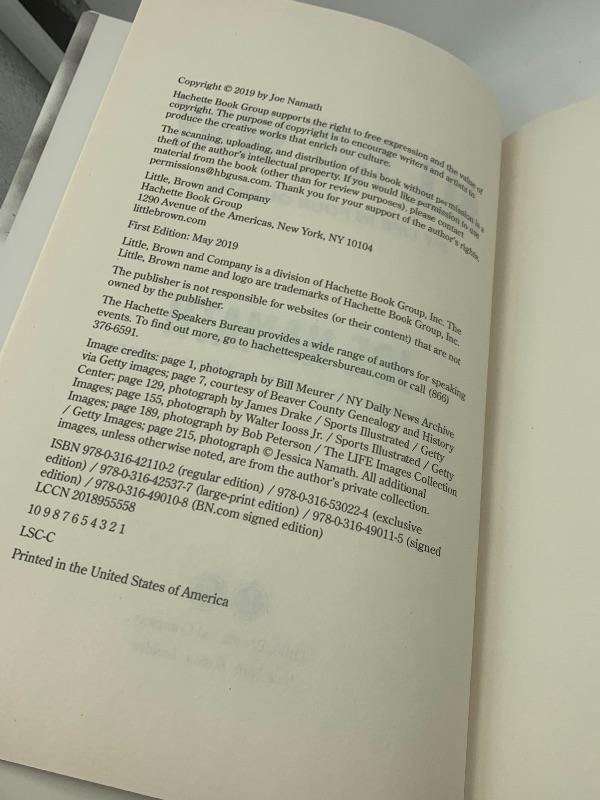 Copyright © 2019 by Joe Namath
Hachette Book Group supports the right to free expression and the value of
copyright. The purpose of copyright is to encourage writers and artists to
produce the creative works that enrich our culture.
The scanning, uploading, and distribution of this book without permission is a
theft of the author's intellectual property. If you would like permission to use
material from the book (other than for review purposes), please contact
permissions@hbgusa.com. Thank you for your support of the author's rights.
Little, Brown and Company
Hachette Book Group
1290 Avenue of the Americas, New York, NY 10104
littlebrown.com
First Edition: May 2019
Little, Brown and Company is a division of Hachette Book Group, Inc. The
Little, Brown name and logo are trademarks of Hachette Book Group, Inc.
The publisher is not responsible for websites (or their content) that are not
owned by the publisher.
The Hachette Speakers Bureau provides a wide range of authors for speaking
events. To find out more, go to hachettespeakersbureau.com or call (866)
376-6591.
Image credits: page 1, photograph by Bill Meurer / NY Daily News Archive
via Getty images; page 7, courtesy of Beaver County Genealogy and History
Center; page 129, photograph by James Drake / Sports Illustrated / Getty
Images; page 155, photograph by Walter Iooss Jr. / Sports Illustrated / Getty
Images; page 189, photograph by Bob Peterson / The LIFE Images Collection
/ Getty Images; page 215, photograph © Jessica Namath. All additional
images, unless otherwise noted, are from the author's private collection.
ISBN 978-0-316-42110-2 (regular edition) / 978-0-316-53022-4 (exclusive
edition) / 978-0-316-42537-7 (large-print edition) / 978-0-316-49011-5 (signed
edition) / 978-0-316-49010-8 (BN.com signed edition)
LCCN 2018955558
10 9 8 7 6 5 4 3 2 1
LSC-C
Printed in the United States of America